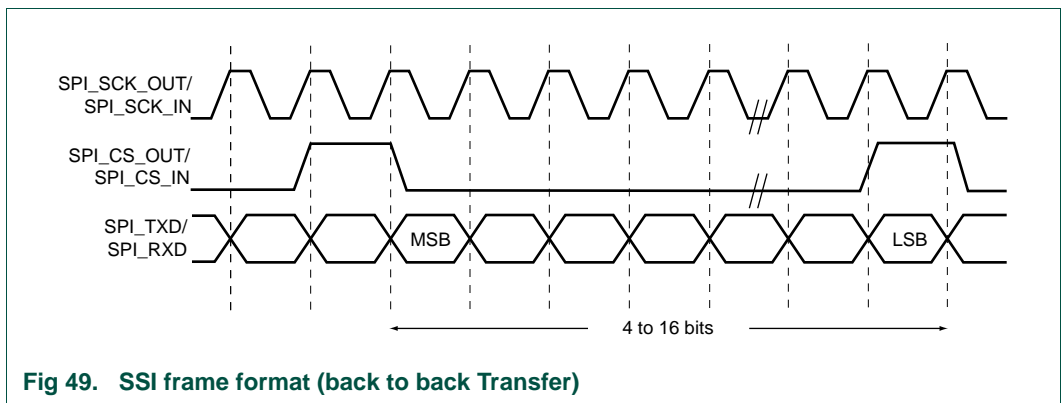 SPI_SCK_OUT/
SPI_SCK_IN
SPI_CS_OUT/
SPI_CS_IN
SPI_TXD/
SPI_RXD
MSB
LSB
4 to 16 bits
Fig 49. SSI frame format (back to back Transfer)